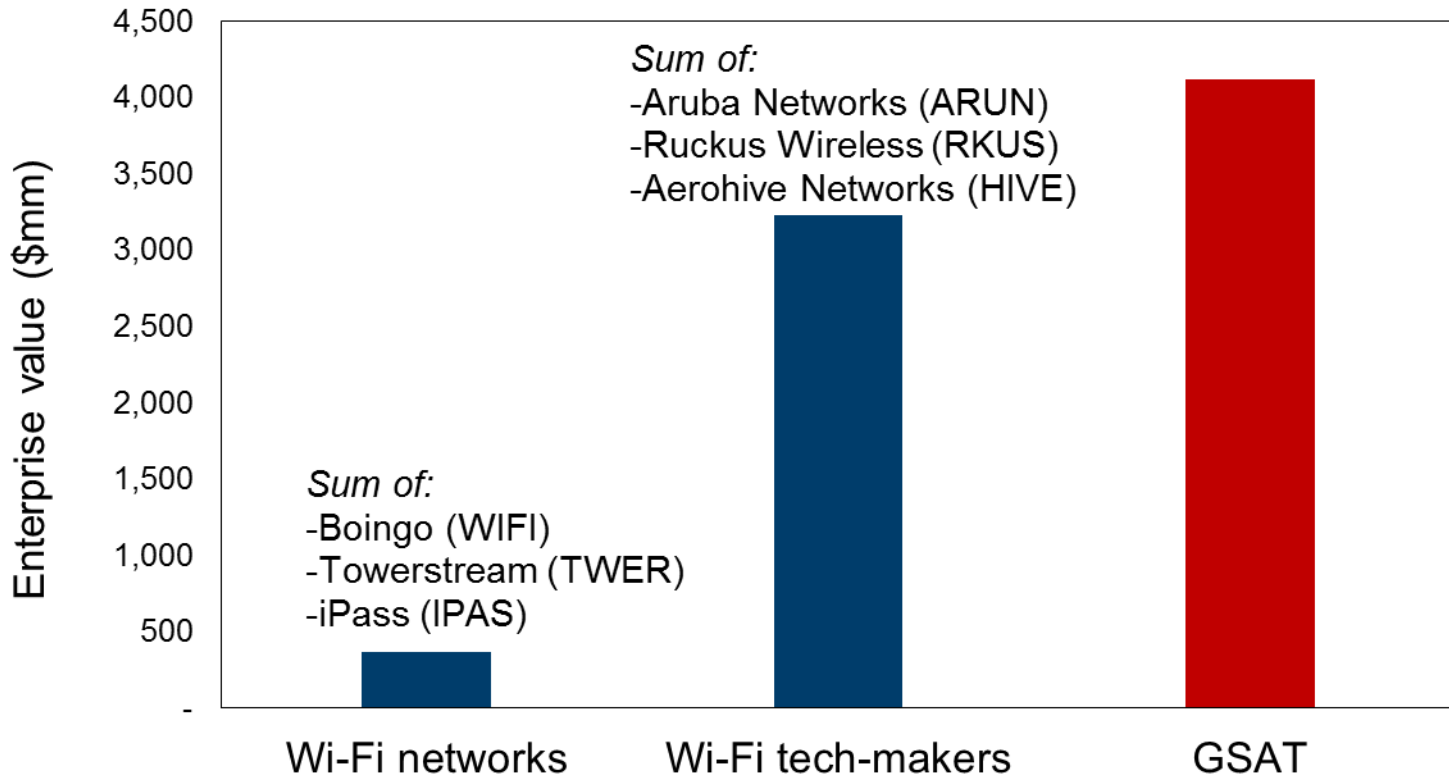 Enterprise value ($mm)
4,500
4,000
3,500
3,000
2,500
2,000
1,500
1,000
500
-
Sum of:
-Boingo (WIFI)
-Towerstream (TWER)
-iPass (IPAS)
Sum of:
-Aruba Networks (ARUN)
-Ruckus Wireless (RKUS)
-Aerohive Networks (HIVE)
Wi-Fi networks
Wi-Fi tech-makers
GSAT